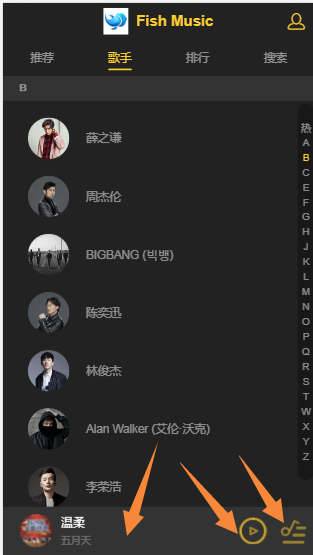 Fish Music
推荐 歌手 排行 搜索
B
薛之谦
周杰伦
BIGBANG (빅뱅)
陈奕迅
林俊杰
Alan Walker (艾伦·沃克)
李荣浩
热
A
B
C
E
F
G
H
J
K
L
M
N
O
P
Q
R
S
T
W
X
Y
Z
温柔
五月天